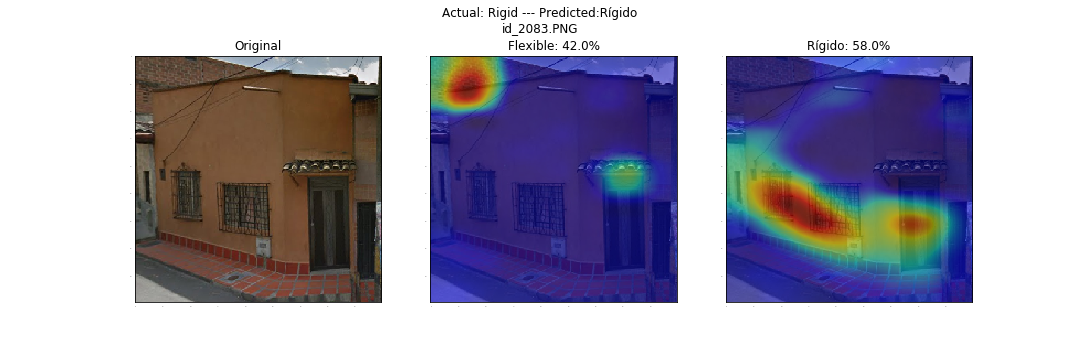 Actual: Rigid --- Predicted:Rígido
id_2083.PNG
Original
Flexible: 42.0%
Rígido: 58.0%